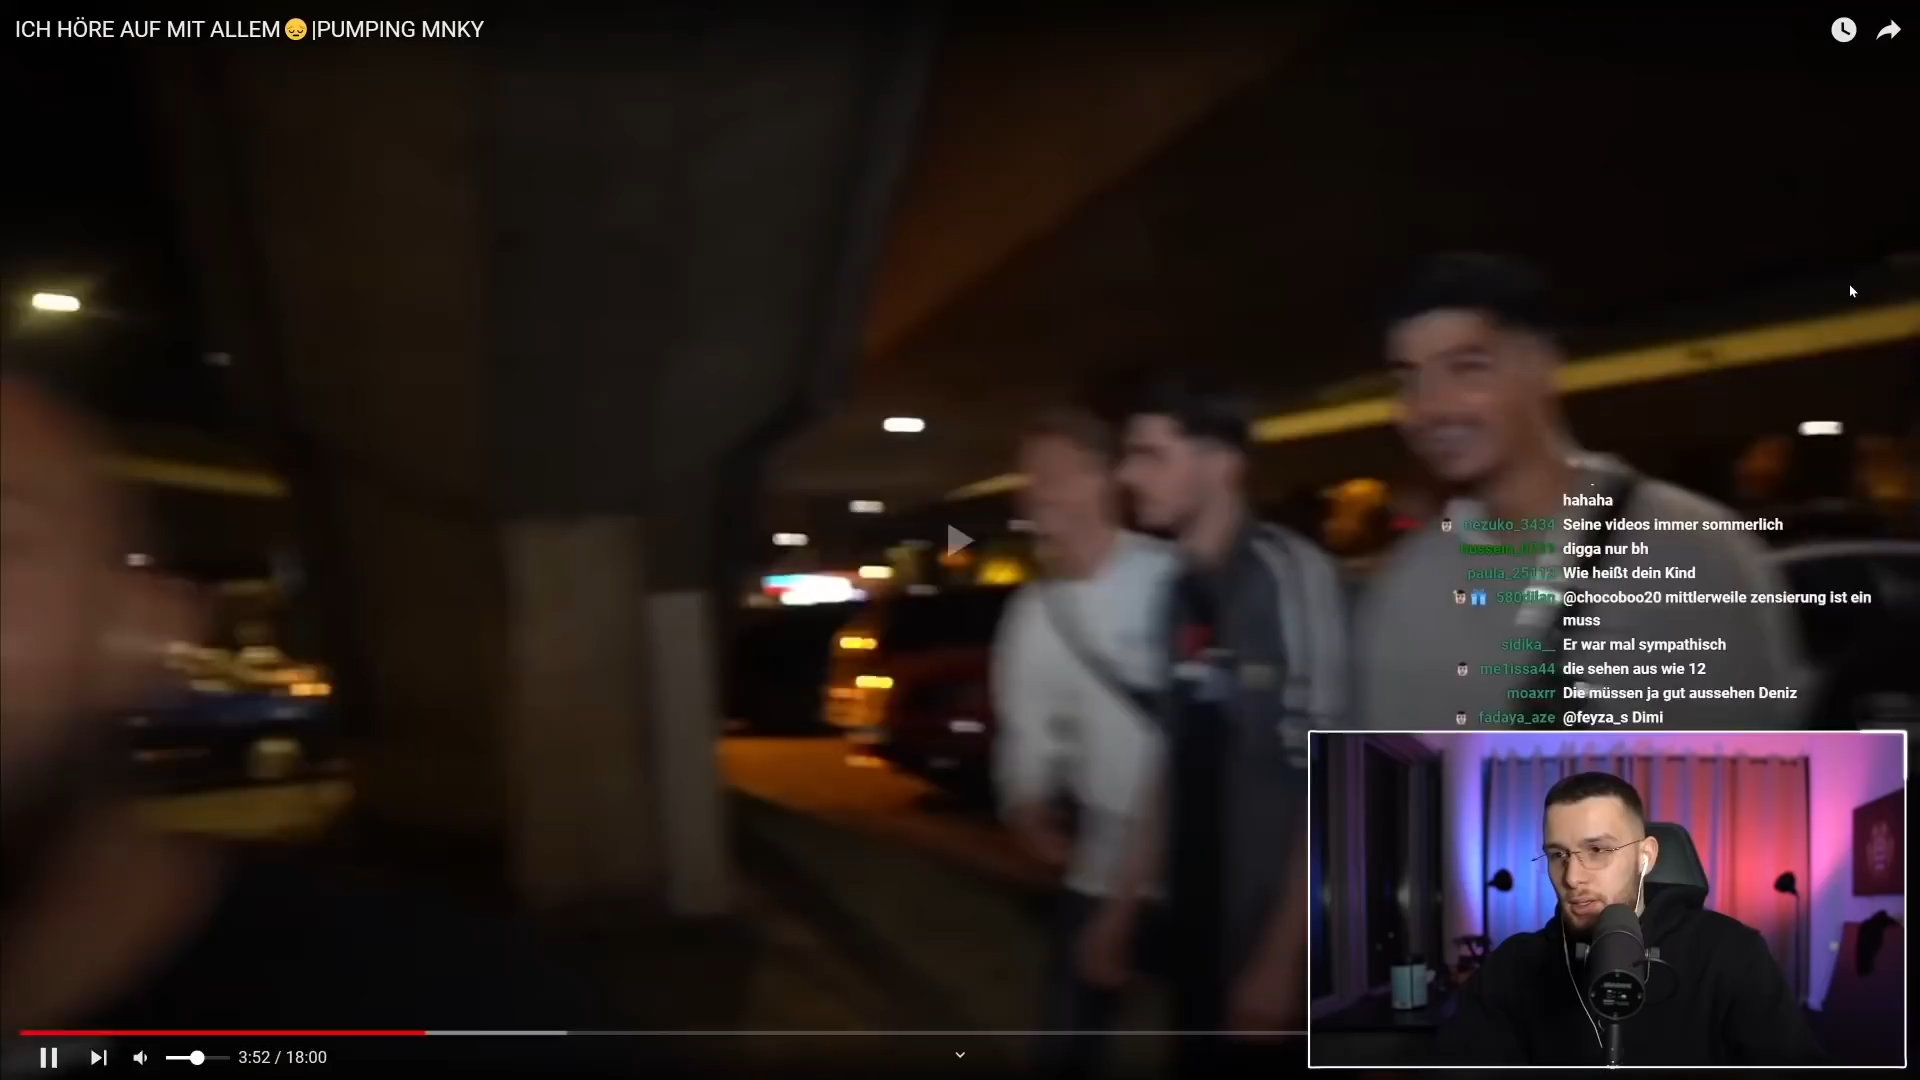 ICH HÖRE AUF MIT ALLEM😔|PUMPING MNKY
hahaha
nezuko_3434 Seine videos immer sommerlich
digga nur bh
Wie heißt dein Kind
580dilan @chocoboo20 mittlerweile zensierung ist ein
muss
sidika__ Er war mal sympathisch
me1issa44 die sehen aus wie 12
moaxrr Die müssen ja gut aussehen Deniz
fadaya_aze @feyza_s Dimi
3:52 / 18:00